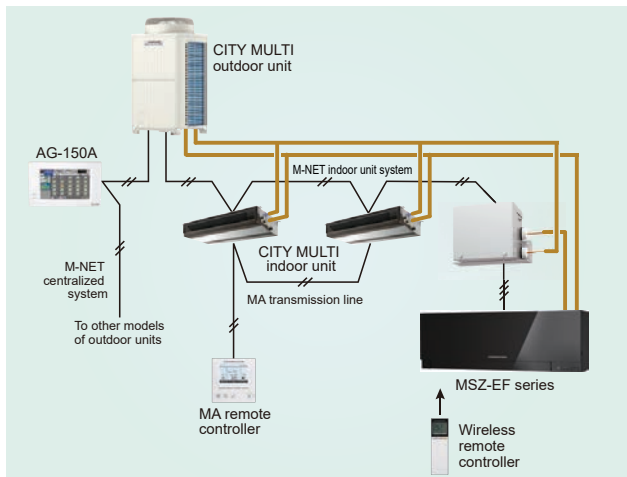 CITY MULTI
outdoor unit
AG-150A
M-NET indoor unit system
CITY MULTI
indoor unit
M-NET
centralized
system
MA transmission line
To other models
of outdoor units
MSZ-EF series
MA remote
controller
Wireless
remote
controller